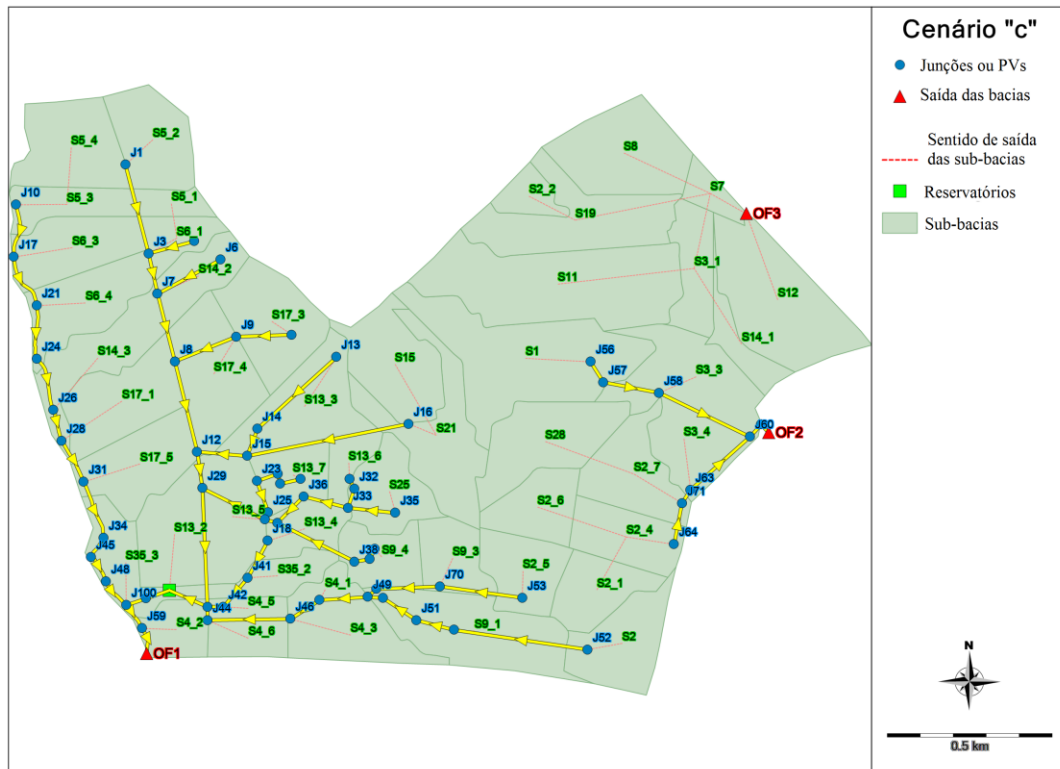 Cenário "c"
Junções ou PVs
Saída das bacias
Sentido de saída
das sub-bacias
Reservatórios
Sub-bacias
N
0.5 km
S5_4
S5_2
J1
S8
J10
S5_3
S5_1
S2_2
S7
S19
OF3
J17
S6_3
J3
S6_1
J6
S14_2
S3_1
J7
S11
S12
J21
S6_4
S17_3
J9
S14_1
J24
S14_3
J8
S17_4
J13
S15
S1
J56
J57
J58
S3_3
J26
S17_1
S13_3
J28
J14
J16
S21
J60
OF2
S17_5
J12
J15
S28
S3_4
J31
J23
S13_7
S13_6
J32
S2_7
J63
J29
J36
S25
J71
J25
J33
J35
S2_6
S13_2
S13_5
S13_4
S2_4
J34
J18
J64
J45
S35_3
J38
S9_4
S9_3
S2_5
J48
J41
S35_2
S4_1
J49
J70
J53
S2_1
J100
J42
S4_5
J44
J46
J51
J59
S4_2
S4_6
S4_3
S9_1
J52
S2
OF1